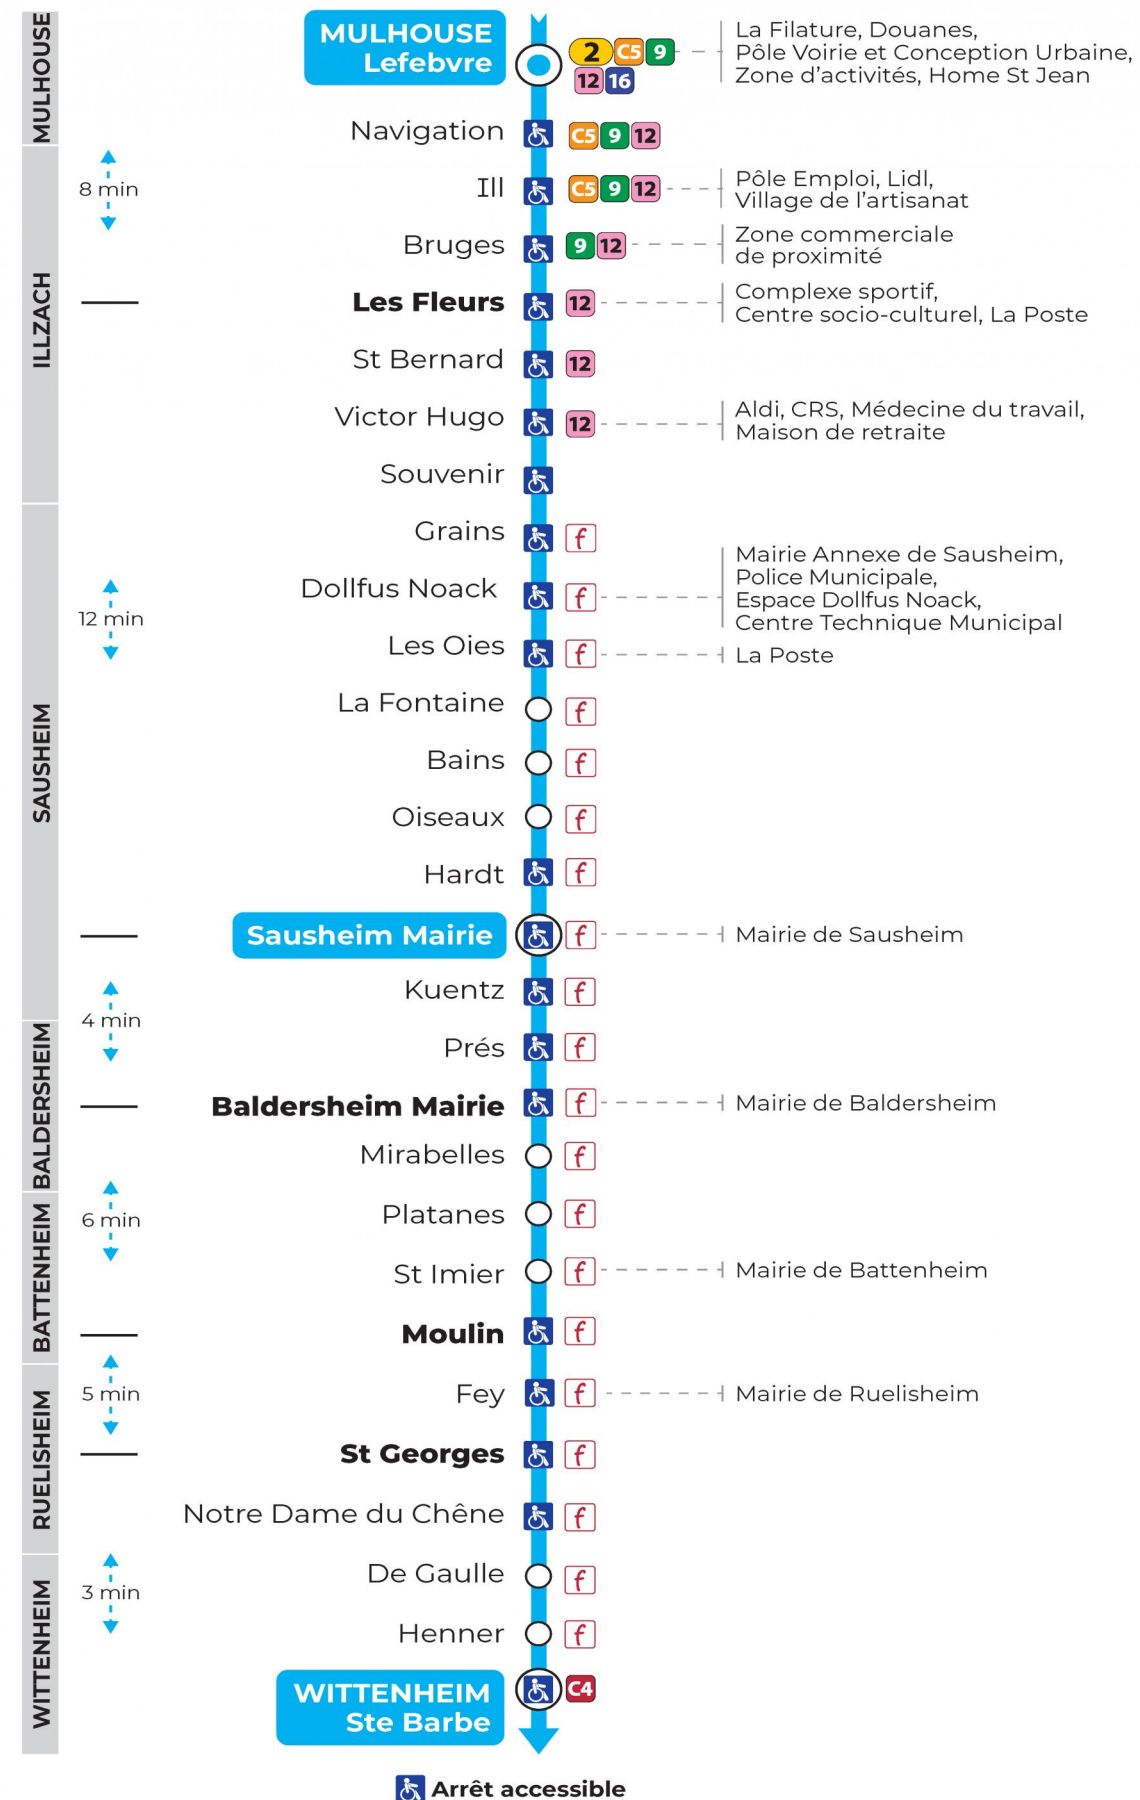 MULHOUSE
MULHOUSE
Lefebvre
2 C5 9
12 16
La Filature, Douanes,
Pôle Voirie et Conception Urbaine,
Zone d'activités, Home St Jean
Navigation
C5 9 12
ILLZACH
8 min
Ill
C5 9 12
Pôle Emploi, Lidl,
Village de l'artisanat
Bruges
9 12
Zone commerciale
de proximité
Les Fleurs
12
Complexe sportif,
Centre socio-culturel, La Poste
St Bernard
12
Victor Hugo
12
Aldi, CRS, Médecine du travail,
Maison de retraite
Souvenir
SAUSHEIM
Grains
f
12 min
Dollfus Noack
f
Mairie Annexe de Sausheim,
Police Municipale,
Espace Dollfus Noack,
Centre Technique Municipal
Les Oies
f
La Poste
La Fontaine
f
Bains
f
Oiseaux
f
Hardt
f
Sausheim Mairie
f
Mairie de Sausheim
Kuentz
f
4 min
BALDERSHEIM
Prés
f
Baldersheim Mairie
f
Mairie de Baldersheim
Mirabelles
f
BATTENHEIM
6 min
Platanes
f
St Imier
f
Mairie de Battenheim
Moulin
f
RUELISHEIM
5 min
Fey
f
Mairie de Ruelisheim
St Georges
f
Notre Dame du Chêne
f
WITTENHEIM
3 min
De Gaulle
f
Henner
f
WITTENHEIM
Ste Barbe
C4
Arrêt accessible